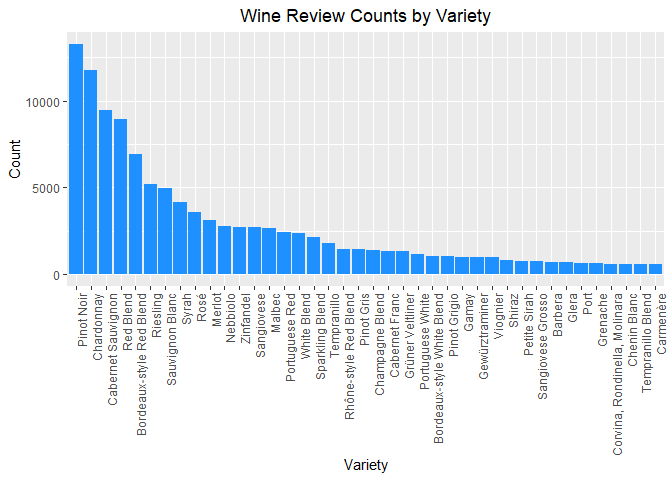 Wine Review Counts by Variety
Count
10000
5000
0
Pinot Noir
Chardonnay
Cabernet Sauvignon
Red Blend
Bordeaux-style Red Blend
Riesling
Sauvignon Blanc
Syrah
Rosé
Merlot
Nebbiolo
Zinfandel
Sangiovese
Malbec
Portuguese Red
White Blend
Sparkling Blend
Tempranillo
Rhône-style Red Blend
Pinot Gris
Champagne Blend
Cabernet Franc
Grüner Veltliner
Portuguese White
Bordeaux-style White Blend
Pinot Grigio
Gamay
Gewürztraminer
Viognier
Shiraz
Petite Sirah
Sangiovese Grosso
Barbera
Glera
Port
Grenache
Corvina, Rondinella, Molinara
Chenin Blanc
Tempranillo Blend
Carmenère
Variety